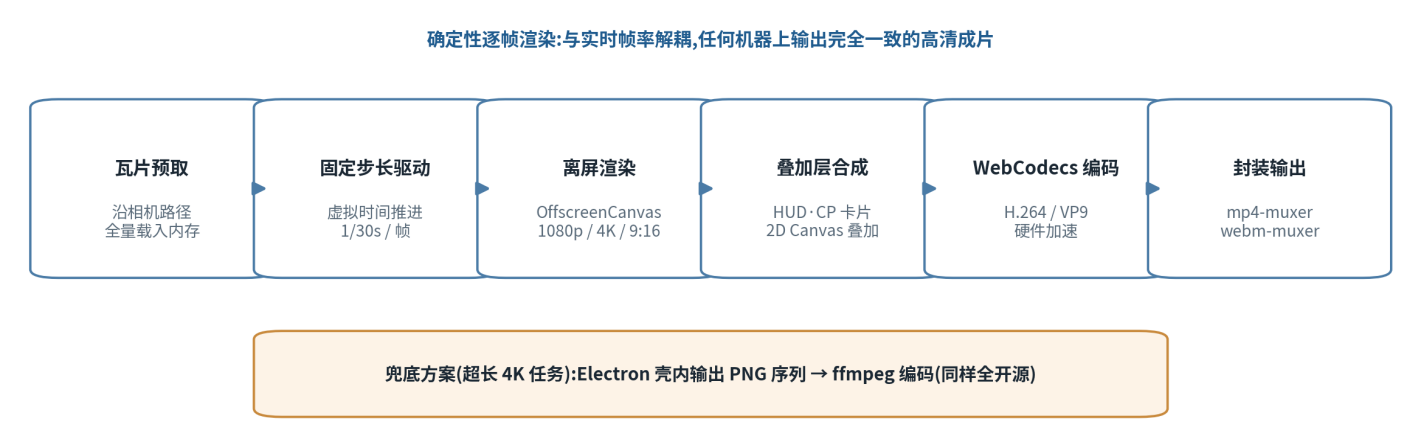 确定性逐帧渲染:与实时帧率解耦,任何机器上输出完全一致的高清成片
瓦片预取
沿相机路径
全量载入内存
固定步长驱动
虚拟时间推进
1/30s / 帧
离屏渲染
OffscreenCanvas
1080p / 4K / 9:16
叠加层合成
HUD·CP 卡片
2D Canvas 叠加
WebCodecs 编码
H.264 / VP9
硬件加速
封装输出
mp4-muxer
webm-muxer
兜底方案(超长 4K 任务):Electron 壳内输出 PNG 序列 → ffmpeg 编码(同样全开源)